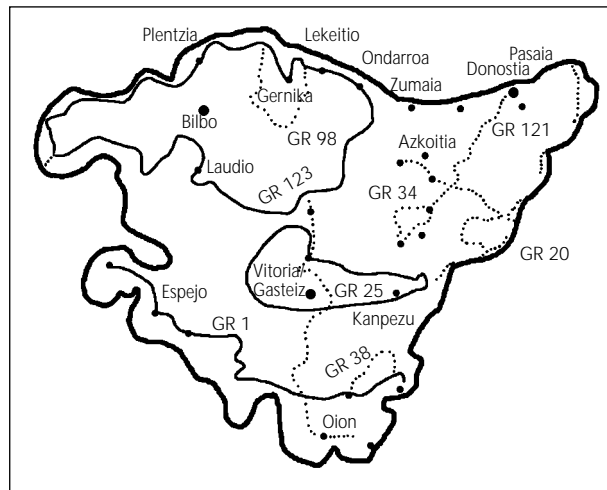 Plentzia
Lekeitio
Ondarroa
Pasaia
Donostia
Zumaia
Gernika
Bilbo
GR 98
Azkoitia
GR 121
Laudio
GR 123
GR 34
GR 20
Vitoria/
Gasteiz
Espejo
GR 25
Kanpezu
GR 1
GR 38
Oion